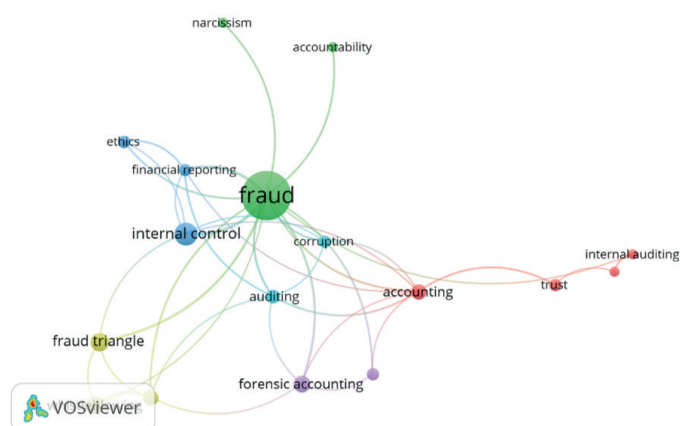 narcissism
accountability
ethics
financial reporting
fraud
internal control
corruption
internal auditing
trust
accounting
auditing
fraud triangle
forensic accounting
VOSviewer